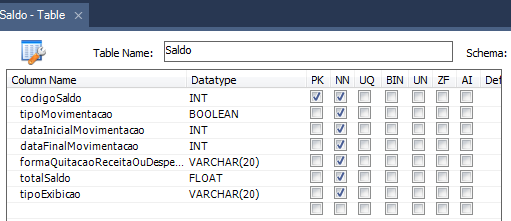 Saldo - Table ×
Table Name: Saldo Schema:
Column Name Datatype PK NN UQ BIN UN ZF AI Def
codigoSaldo INT
tipoMovimentacao BOOLEAN
dataInicialMovimentacao INT
dataFinalMovimentacao INT
formaQuitacaoReceitaOuDespe... VARCHAR(20)
totalSaldo FLOAT
tipoExibicao VARCHAR(20)